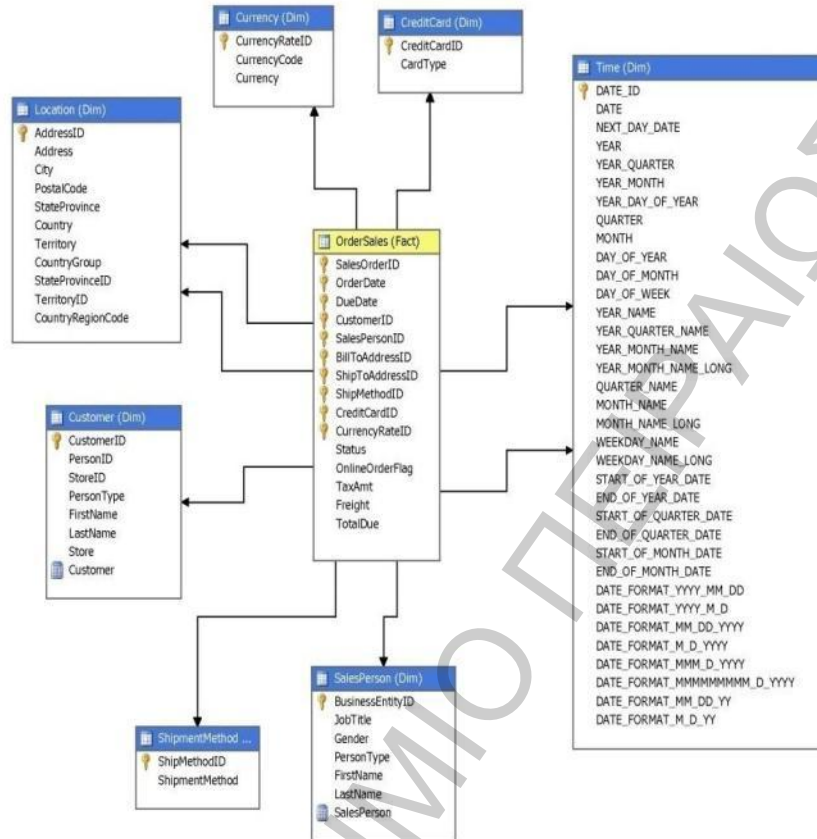 Currency (Dim)
CurrencyRateID
CurrencyCode
Currency
CreditCard (Dim)
CreditCardID
CardType
Location (Dim)
AddressID
Address
City
PostalCode
StateProvince
Country
Territory
CountryGroup
StateProvinceID
TerritoryID
CountryRegionCode
OrderSales (Fact)
SalesOrderID
OrderDate
DueDate
CustomerID
SalesPersonID
BillToAddressID
ShipToAddressID
ShipMethodID
CreditCardID
CurrencyRateID
Status
OnlineOrderFlag
TaxAmt
Freight
TotalDue
Time (Dim)
DATE_ID
DATE
NEXT_DAY_DATE
YEAR
YEAR_QUARTER
YEAR_MONTH
YEAR_DAY_OF_YEAR
QUARTER
MONTH
DAY_OF_YEAR
DAY_OF_MONTH
DAY_OF_WEEK
YEAR_NAME
YEAR_QUARTER_NAME
YEAR_MONTH_NAME
YEAR_MONTH_NAME_LONG
QUARTER_NAME
MONTH_NAME
MONTH_NAME_LONG
WEEKDAY_NAME
WEEKDAY_NAME_LONG
START_OF_YEAR_DATE
END_OF_YEAR_DATE
START_OF_QUARTER_DATE
END_OF_QUARTER_DATE
START_OF_MONTH_DATE
END_OF_MONTH_DATE
DATE_FORMAT_YYYY_MM_DD
DATE_FORMAT_YYYY_M_D
DATE_FORMAT_MM_DD_YYYY
DATE_FORMAT_M_D_YYYY
DATE_FORMAT_MMM_D_YYYY
DATE_FORMAT_MMMMMMMMM_D_YYYY
DATE_FORMAT_MM_DD_YY
DATE_FORMAT_M_D_YY
Customer (Dim)
CustomerID
PersonID
StoreID
PersonType
FirstName
LastName
Store
Customer
ShipmentMethod ...
ShipMethodID
ShipmentMethod
SalesPerson (Dim)
BusinessEntityID
JobTitle
Gender
PersonType
FirstName
LastName
SalesPerson